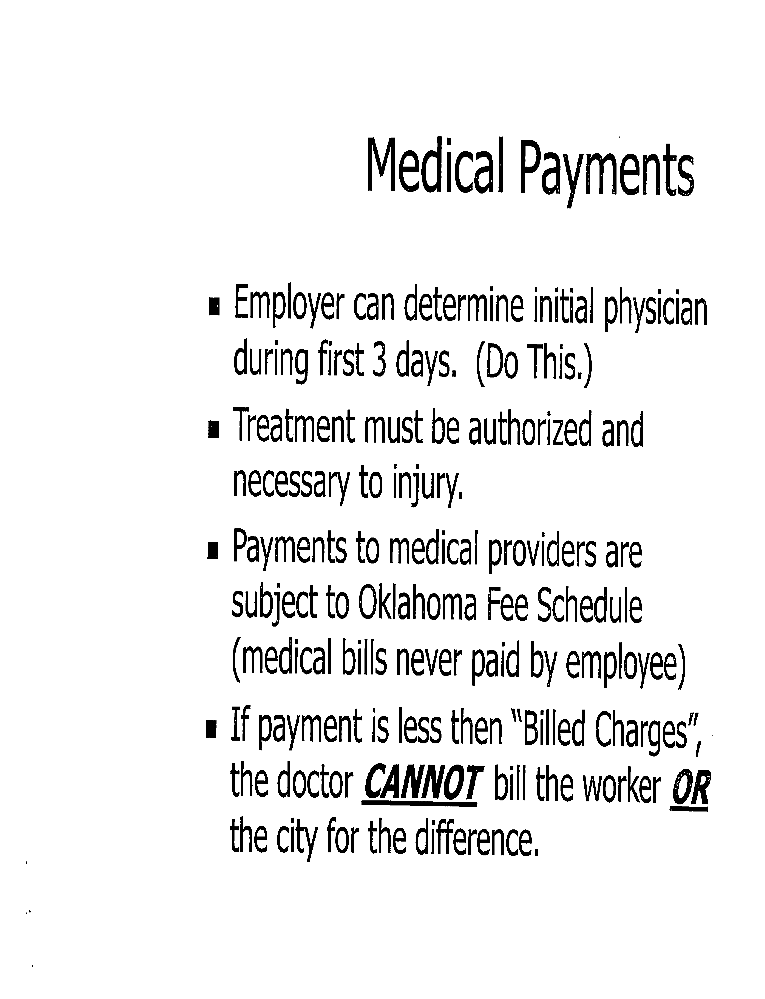 Medical Payments
▪ Employer can determine initial physician
during first 3 days.  (Do This.)
▪ Treatment must be authorized and
necessary to injury.
▪ Payments to medical providers are
subject to Oklahoma Fee Schedule
(medical bills never paid by employee)
▪ If payment is less then “Billed Charges”,
the doctor CANNOT bill the worker OR
the city for the difference.